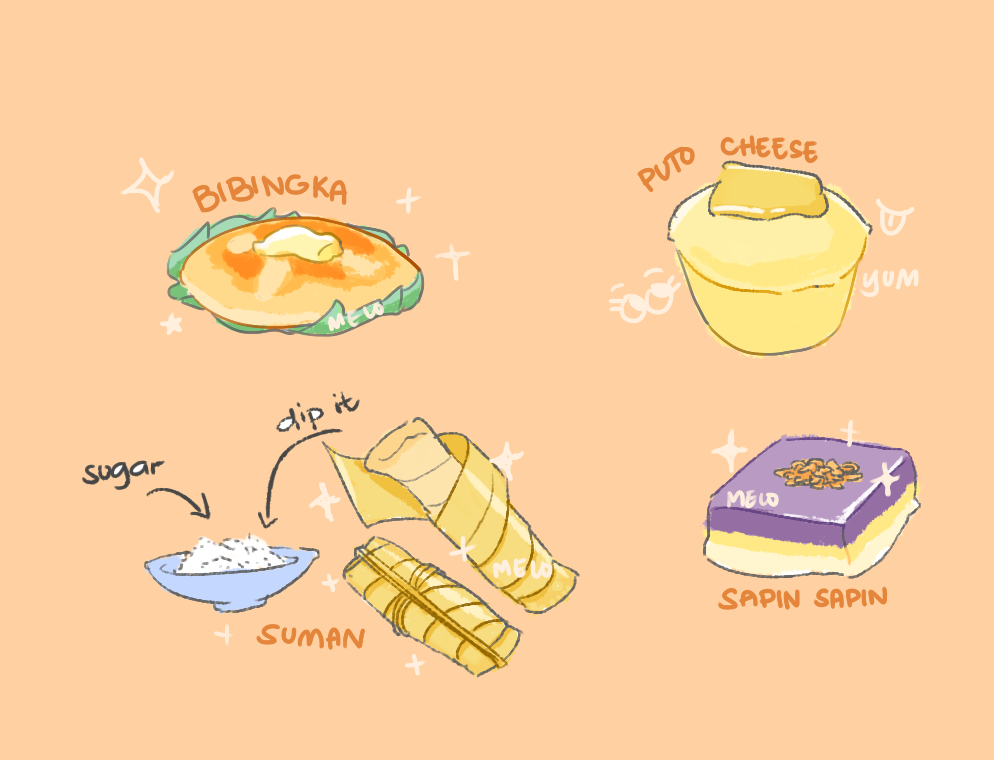 BIBINGKA
MELO
PUTO CHEESE
YUM
sugar
dip it
MELO
SUMAN
MELO
SAPIN SAPIN